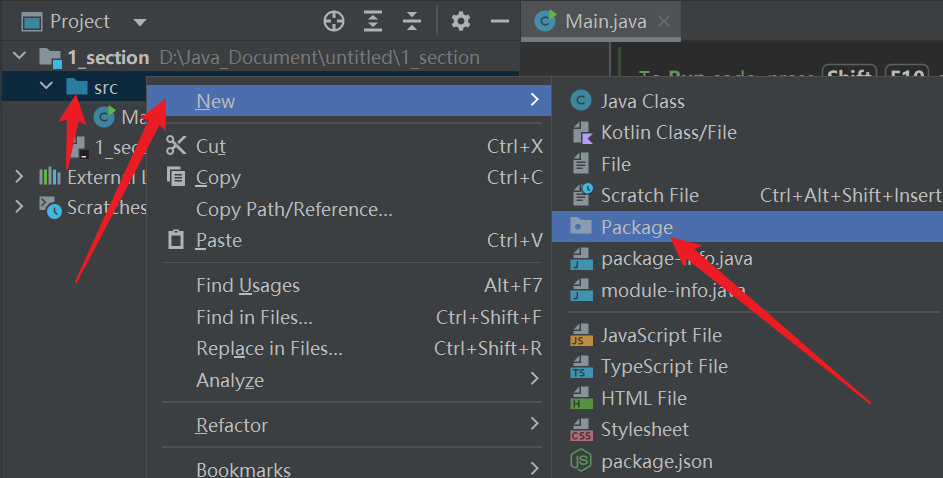 Project
Main.java
1_section D:\Java_Document\untitled\1_section
To Run code, press Shift F10
src
New
Java Class
Kotlin Class/File
File
Scratch File Ctrl+Alt+Shift+Insert
Package
package-info.java
module-info.java
JavaScript File
TypeScript File
HTML File
Stylesheet
package.json
Cut Ctrl+X
Copy Ctrl+C
Copy Path/Reference...
Paste Ctrl+V
Find Usages Alt+F7
Find in Files... Ctrl+Shift+F
Replace in Files... Ctrl+Shift+R
Analyze
Refactor
Bookmarks
Ma
1_sec
External L
Scratches